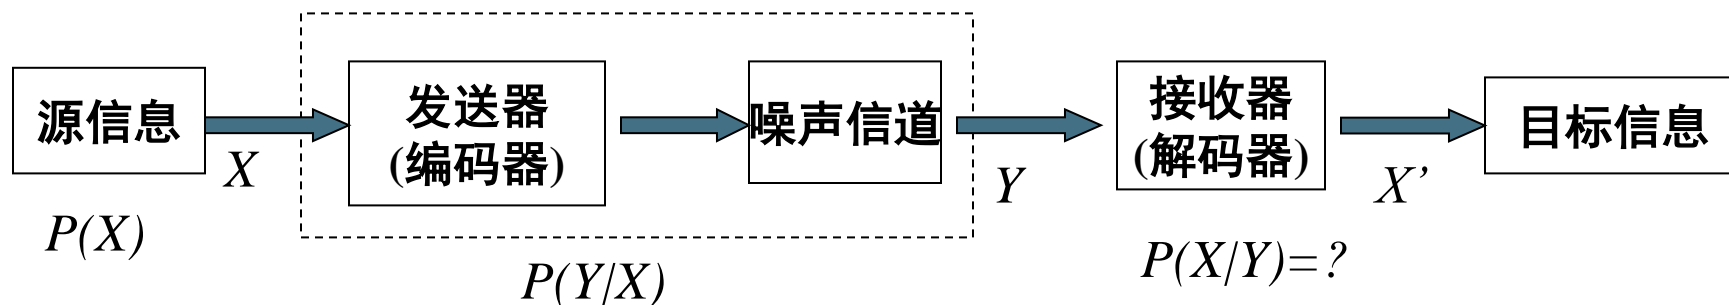 源信息
发送器
(编码器)
噪声信道
接收器
(解码器)
目标信息
X
Y
X’
P(X)
P(Y/X)
P(X/Y)=?